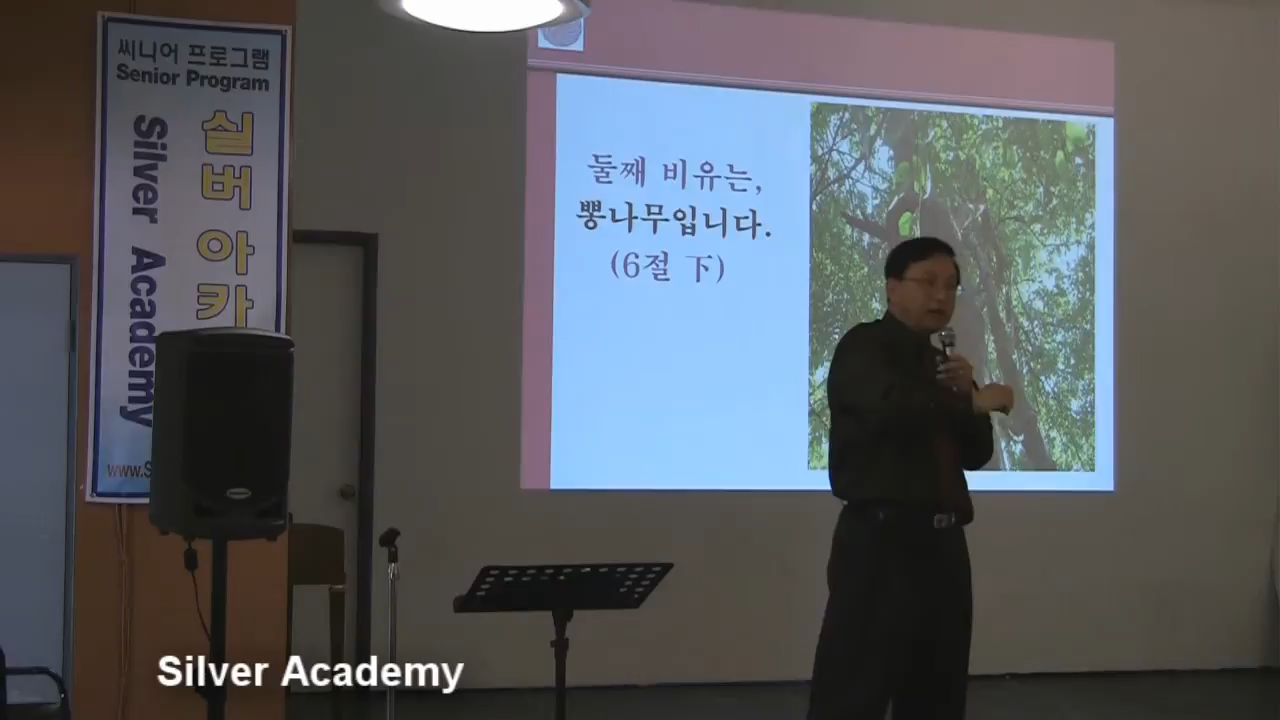 씨니어 프로그램
Senior Program
실버아카
Silver Academy
www.S
둘째 비유는,
뽕나무입니다.
(6절 下)
Silver Academy